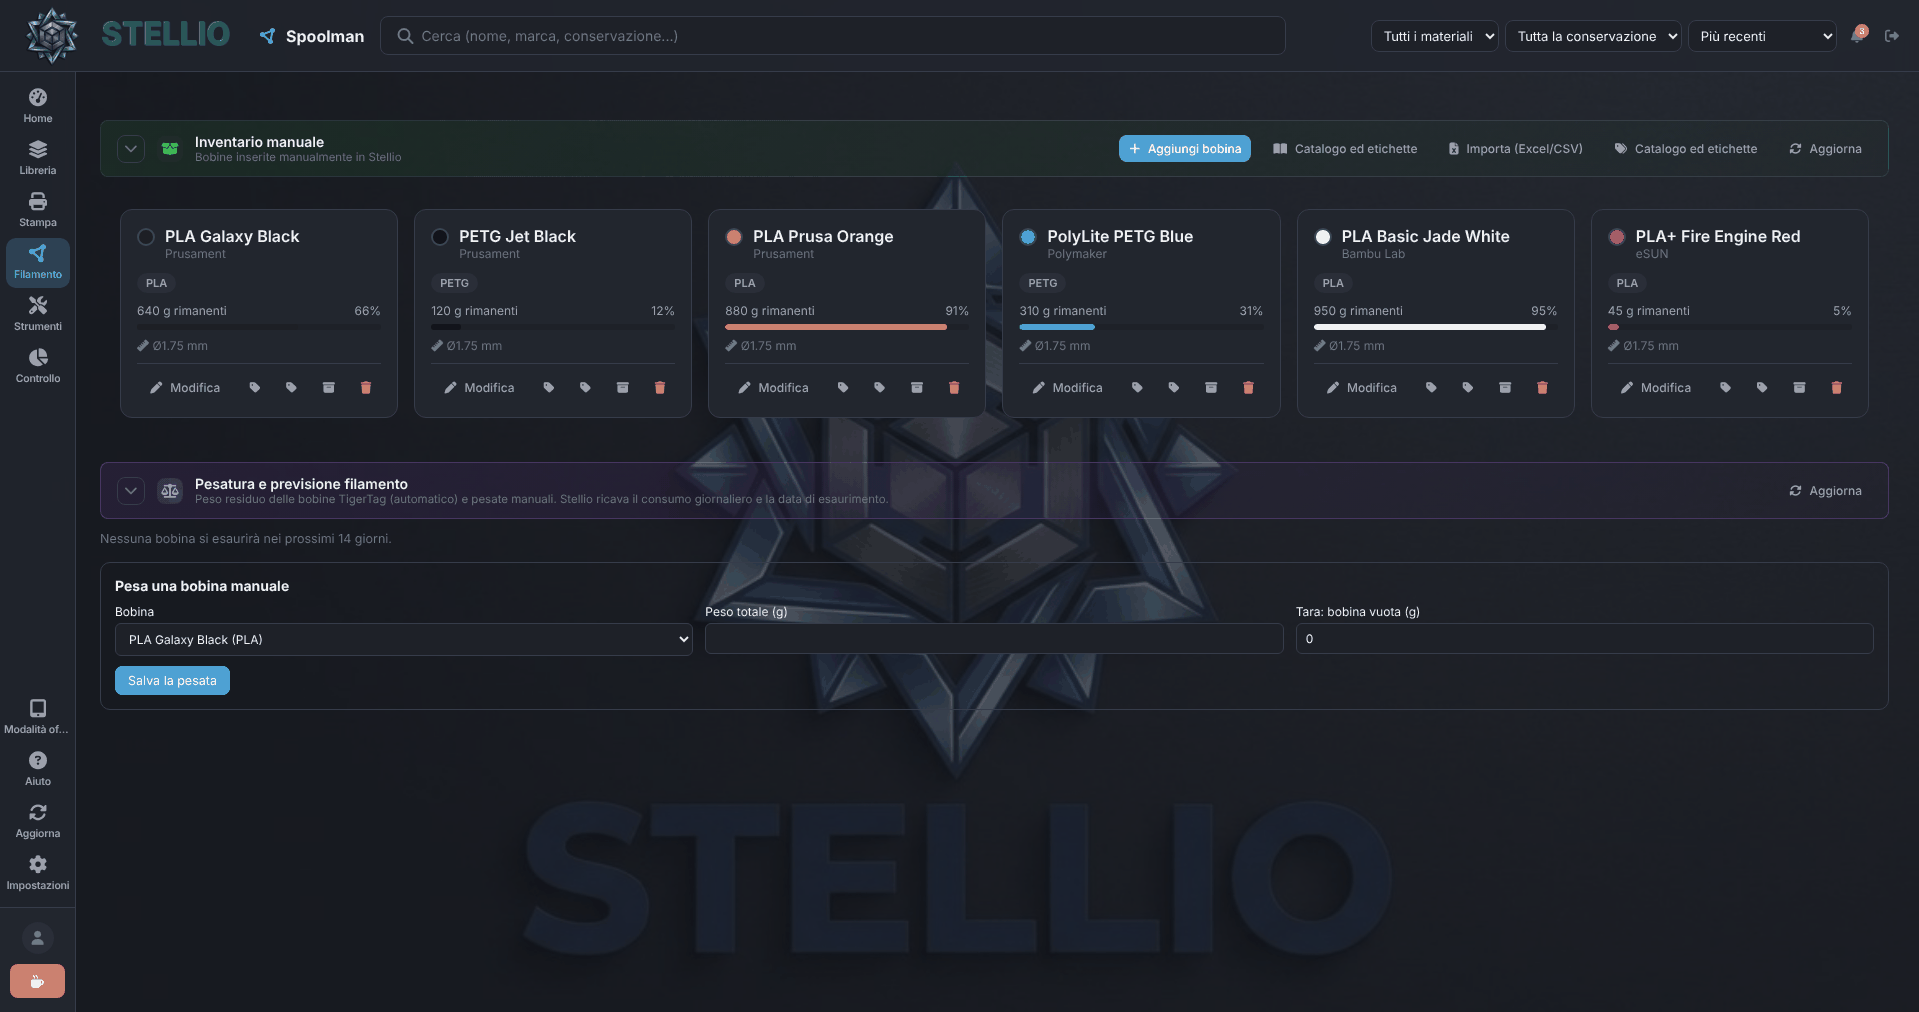 STELLIO
Spoolman
Cerca (nome, marca, conservazione...)
Tutti i materiali
Tutta la conservazione
Più recenti
3
Home
Libreria
Stampa
Filamento
Strumenti
Controllo
Modalità of...
Aiuto
Aggiorna
Impostazioni
Inventario manuale
Bobine inserite manualmente in Stellio
Aggiungi bobina
Catalogo ed etichette
Importa (Excel/CSV)
Catalogo ed etichette
Aggiorna
PLA Galaxy Black
Prusament
PLA
640 g rimanenti 66%
Ø1.75 mm
Modifica
PETG Jet Black
Prusament
PETG
120 g rimanenti 12%
Ø1.75 mm
Modifica
PLA Prusa Orange
Prusament
PLA
880 g rimanenti 91%
Ø1.75 mm
Modifica
PolyLite PETG Blue
Polymaker
PETG
310 g rimanenti 31%
Ø1.75 mm
Modifica
PLA Basic Jade White
Bambu Lab
PLA
950 g rimanenti 95%
Ø1.75 mm
Modifica
PLA+ Fire Engine Red
eSUN
PLA
45 g rimanenti 5%
Ø1.75 mm
Modifica
Pesatura e previsione filamento
Peso residuo delle bobine TigerTag (automatico) e pesate manuali. Stellio ricava il consumo giornaliero e la data di esaurimento.
Aggiorna
Nessuna bobina si esaurirà nei prossimi 14 giorni.
Pesa una bobina manuale
Bobina
PLA Galaxy Black (PLA)
Peso totale (g)
Tara: bobina vuota (g)
0
Salva la pesata
STELLIO